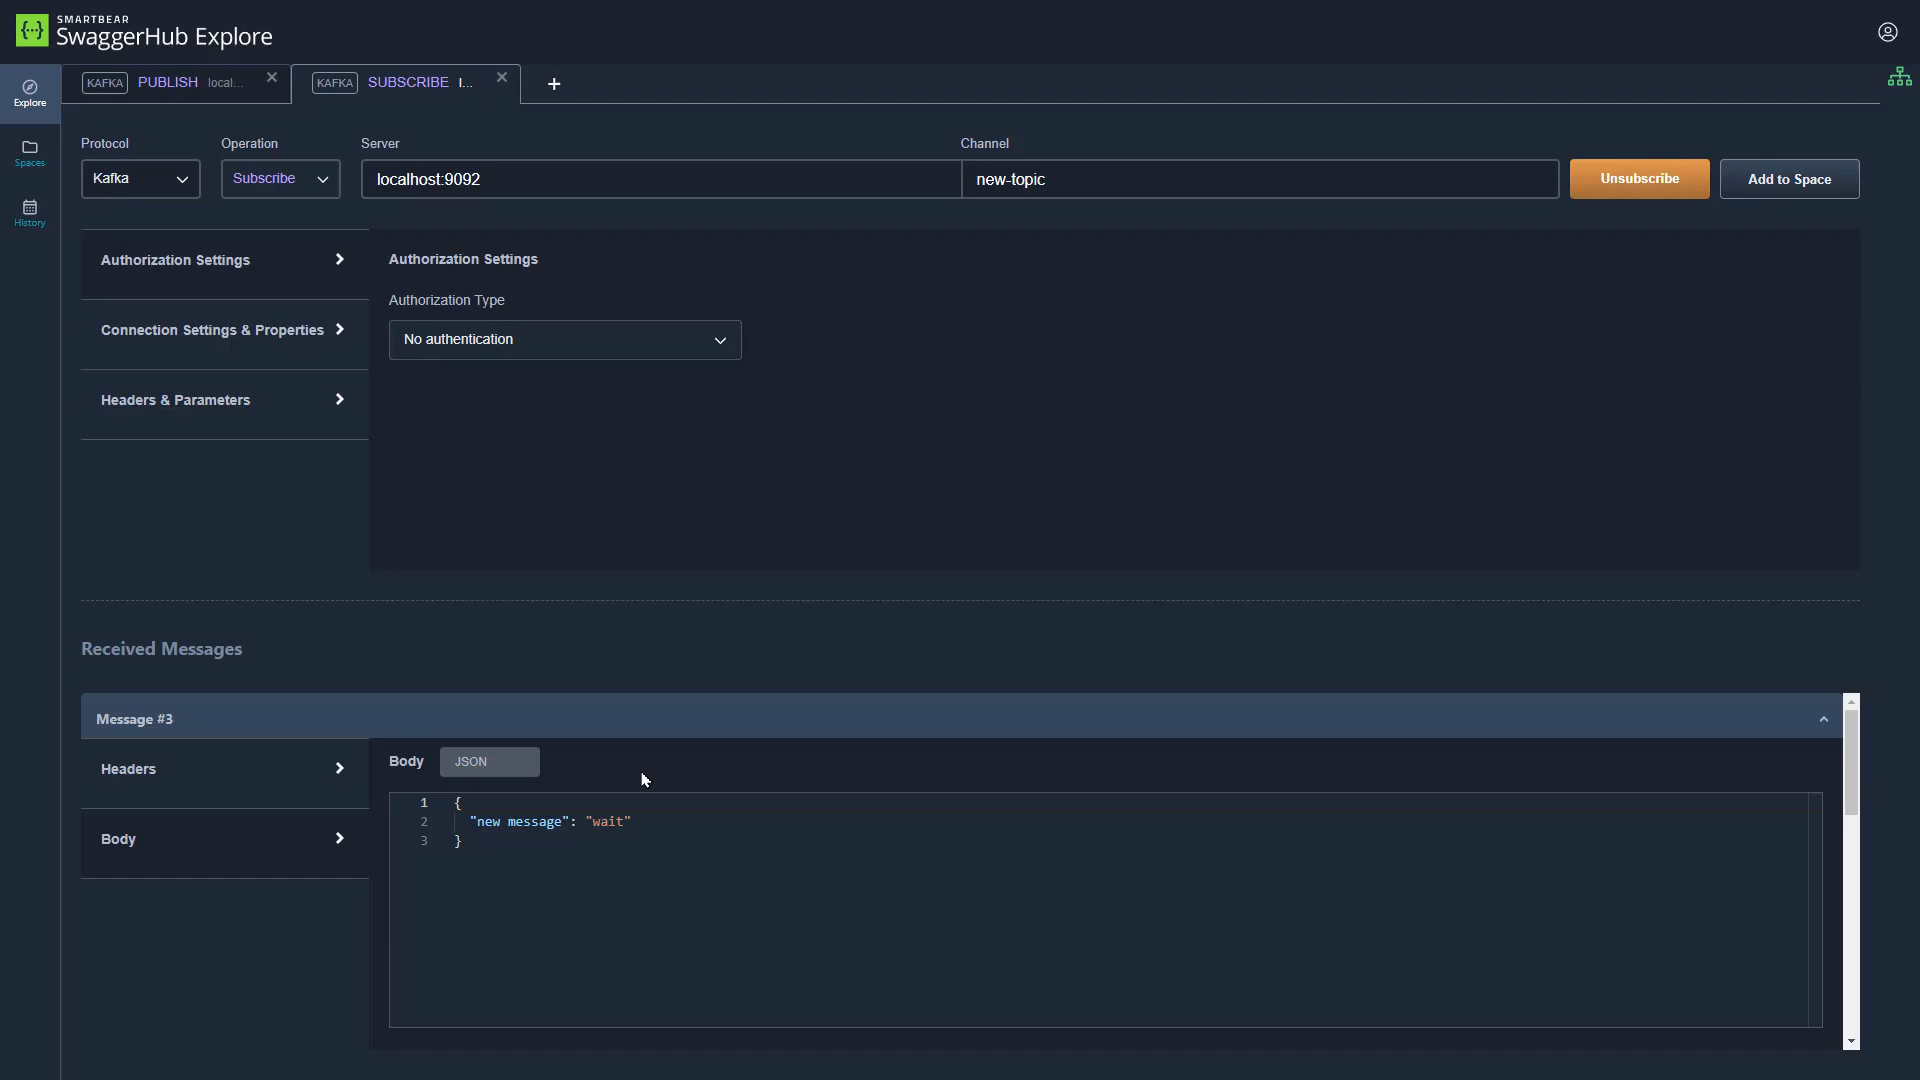 SMARTBEAR
SwaggerHub Explore
Explore
Spaces
History
KAFKA PUBLISH local...
KAFKA SUBSCRIBE l...
Protocol
Operation
Server
Channel
Kafka
Subscribe
localhost:9092
new-topic
Unsubscribe
Add to Space
Authorization Settings
Connection Settings & Properties
Headers & Parameters
Authorization Settings
Authorization Type
No authentication
Received Messages
Message #3
Headers
Body
Body JSON
1 {
2 "new message": "wait"
3 }